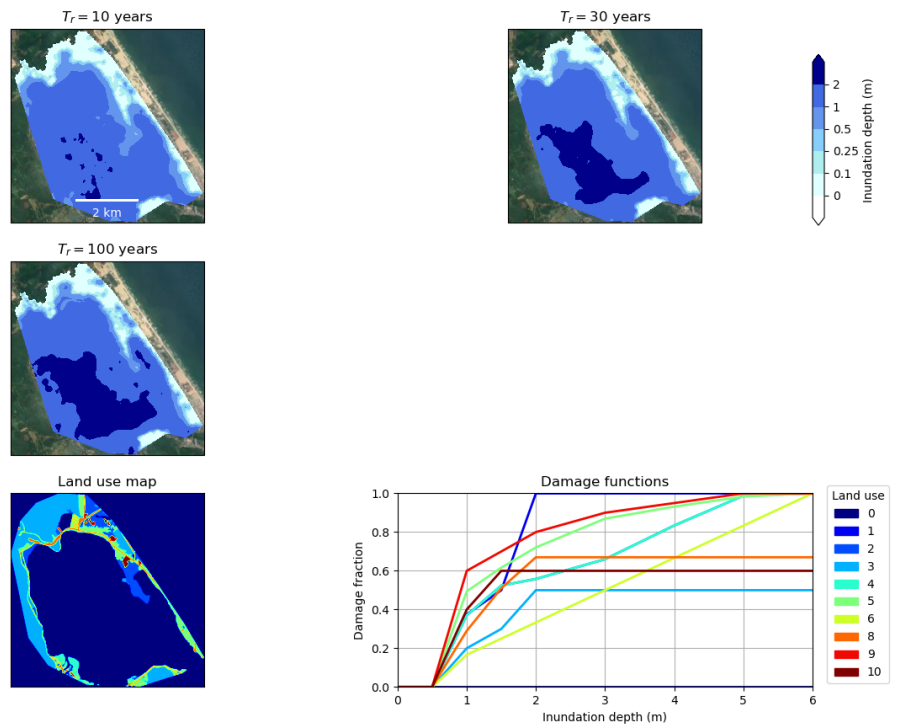 T_r = 10 years
T_r = 30 years
2 km
2
1
0.5
0.25
0.1
0
Inundation depth (m)
T_r = 100 years
Land use map
Damage functions
Damage fraction
1.0
0.8
0.6
0.4
0.2
0.0
0 1 2 3 4 5 6
Inundation depth (m)
Land use
0
1
2
3
4
5
6
8
9
10